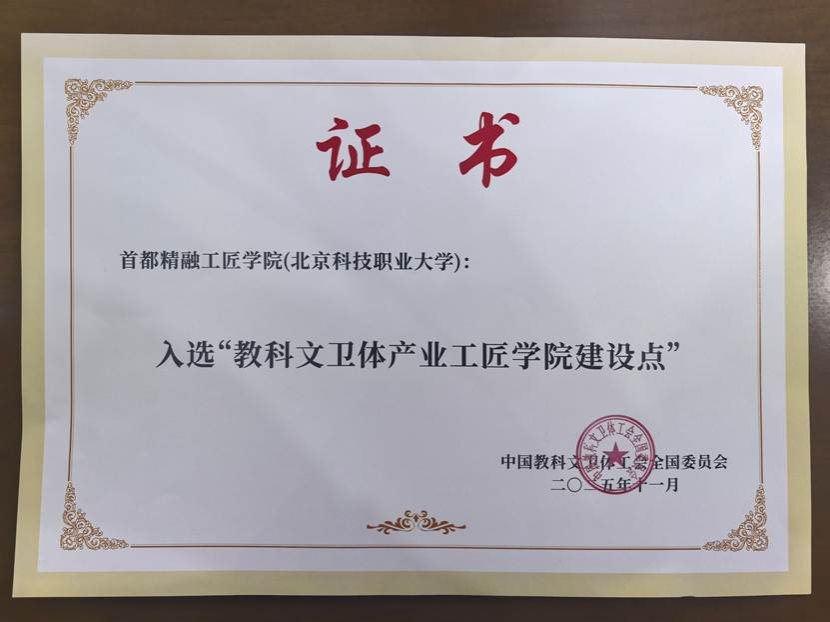 证书
首都精融工匠学院(北京科技职业大学)：
入选“教科文卫体产业工匠学院建设点”
中国教科文卫体工会全国委员会
二〇二五年十一月